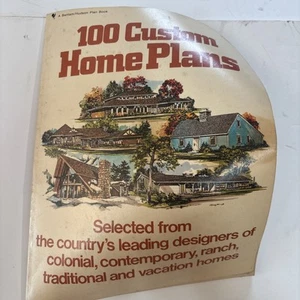 100 Custom
Home Plans
Selected from
the country's leading designers of
colonial, contemporary, ranch,
traditional and vacation homes